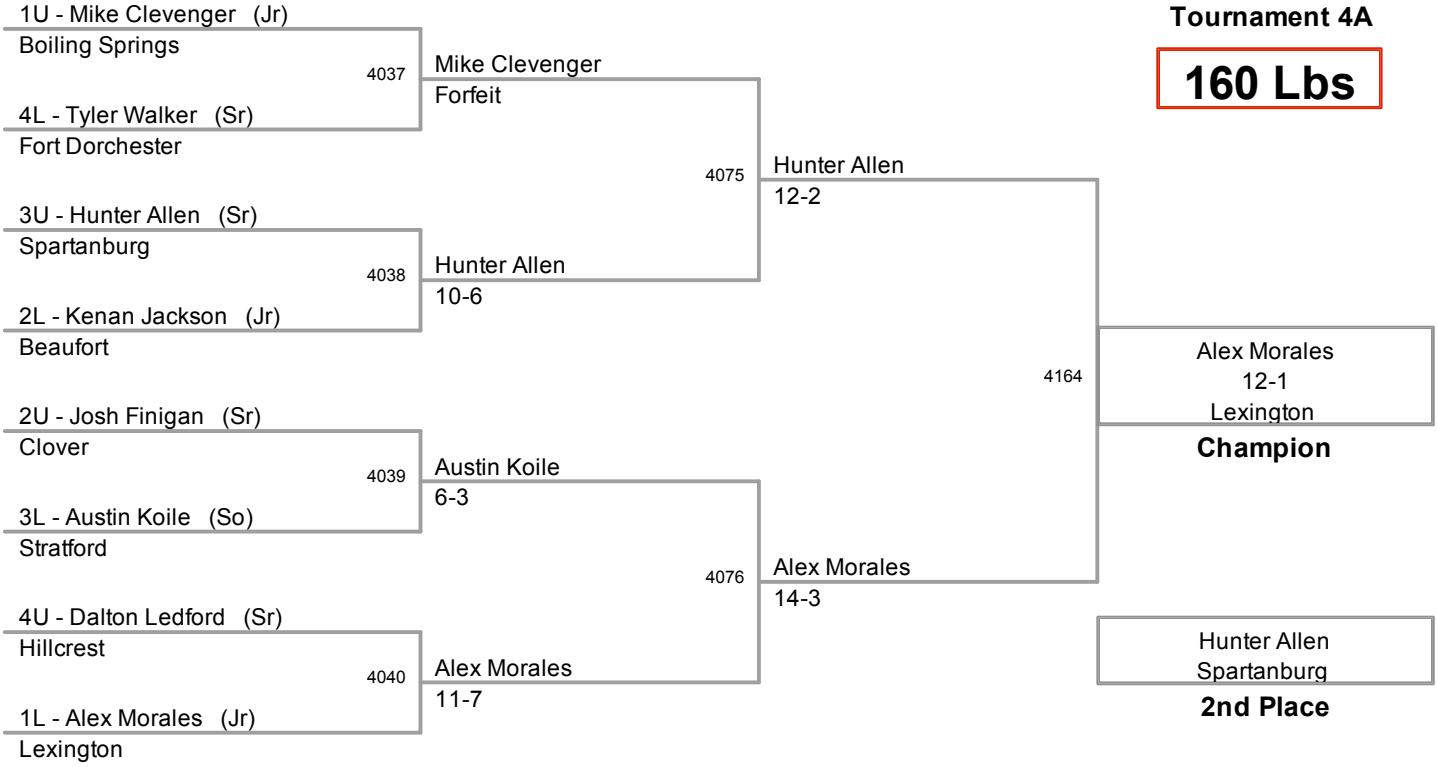 1U - Mike Clevenger (Jr)
Boiling Springs
4037
4L - Tyler Walker (Sr)
Fort Dorchester
Mike Clevenger
Forfeit
3U - Hunter Allen (Sr)
Spartanburg
4038
2L - Kenan Jackson (Jr)
Beaufort
Hunter Allen
10-6
4075
Hunter Allen
12-2
2U - Josh Finigan (Sr)
Clover
4039
3L - Austin Koile (So)
Stratford
Austin Koile
6-3
4U - Dalton Ledford (Sr)
Hillcrest
4040
1L - Alex Morales (Jr)
Lexington
Alex Morales
11-7
4076
Alex Morales
14-3
4164
Tournament 4A
160 Lbs
Alex Morales
12-1
Lexington
Champion
Hunter Allen
Spartanburg
2nd Place